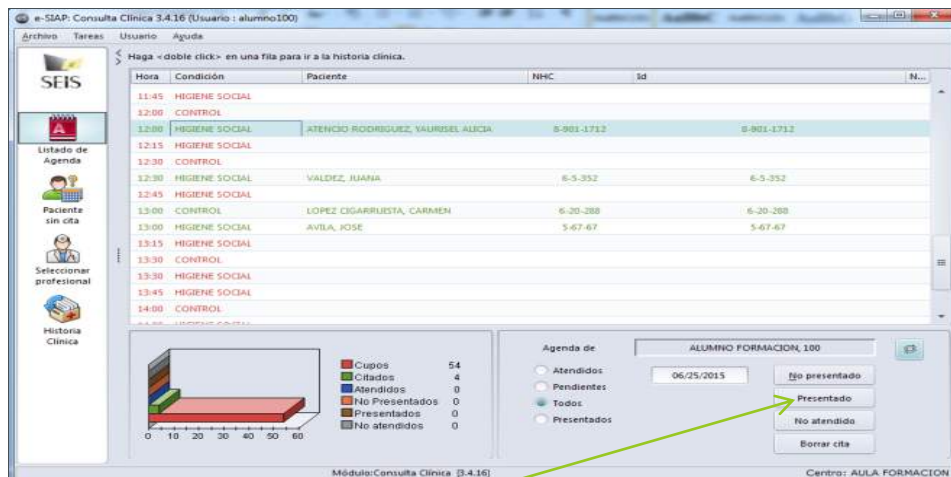 e-SIAP: Consulta Clínica 3.4.16 (Usuario : alumno100)
Archivo Tareas Usuario Ayuda
SEIS
Haga <doble click> en una fila para ir a la historia clínica.
Hora Condición Paciente NHC Id N...
11:45 HIGIENE SOCIAL
12:00 CONTROL
12:00 HIGIENE SOCIAL ATENCIO RODRIGUEZ, YAURISEL ALICIA 8-901-1712 8-901-1712
12:15 HIGIENE SOCIAL
12:30 CONTROL
12:30 HIGIENE SOCIAL VALDEZ, JUANA 6-5-352 6-5-352
12:45 HIGIENE SOCIAL
13:00 CONTROL LOPEZ CIGARRUISTA, CARMEN 6-20-288 6-20-288
13:00 HIGIENE SOCIAL AVILA, JOSE 5-67-67 5-67-67
13:15 HIGIENE SOCIAL
13:30 CONTROL
13:30 HIGIENE SOCIAL
13:45 HIGIENE SOCIAL
14:00 CONTROL
Listado de
Agenda
Paciente
sin cita
Seleccionar
profesional
Historia
Clínica
Cupos 54
Citados 4
Atendidos 0
No Presentados 0
Presentados 0
No atendidos 0
0 10 20 30 40 50 60
Agenda de ALUMNO FORMACION, 100
Atendidos
Pendientes
Todos
Presentados
06/25/2015
No presentado
Presentado
No atendido
Borrar cita
Módulo:Consulta Clínica [3.4.16]
Centro: AULA FORMACION